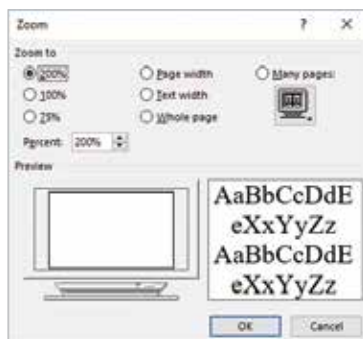 Zoom
Zoom to
200% Page width Many pages:
100% Text width
25% Whole page
Percent: 200%
Preview
AaBbCcDdE
eXxYyZz
AaBbCcDdE
eXxYyZz
OK Cancel